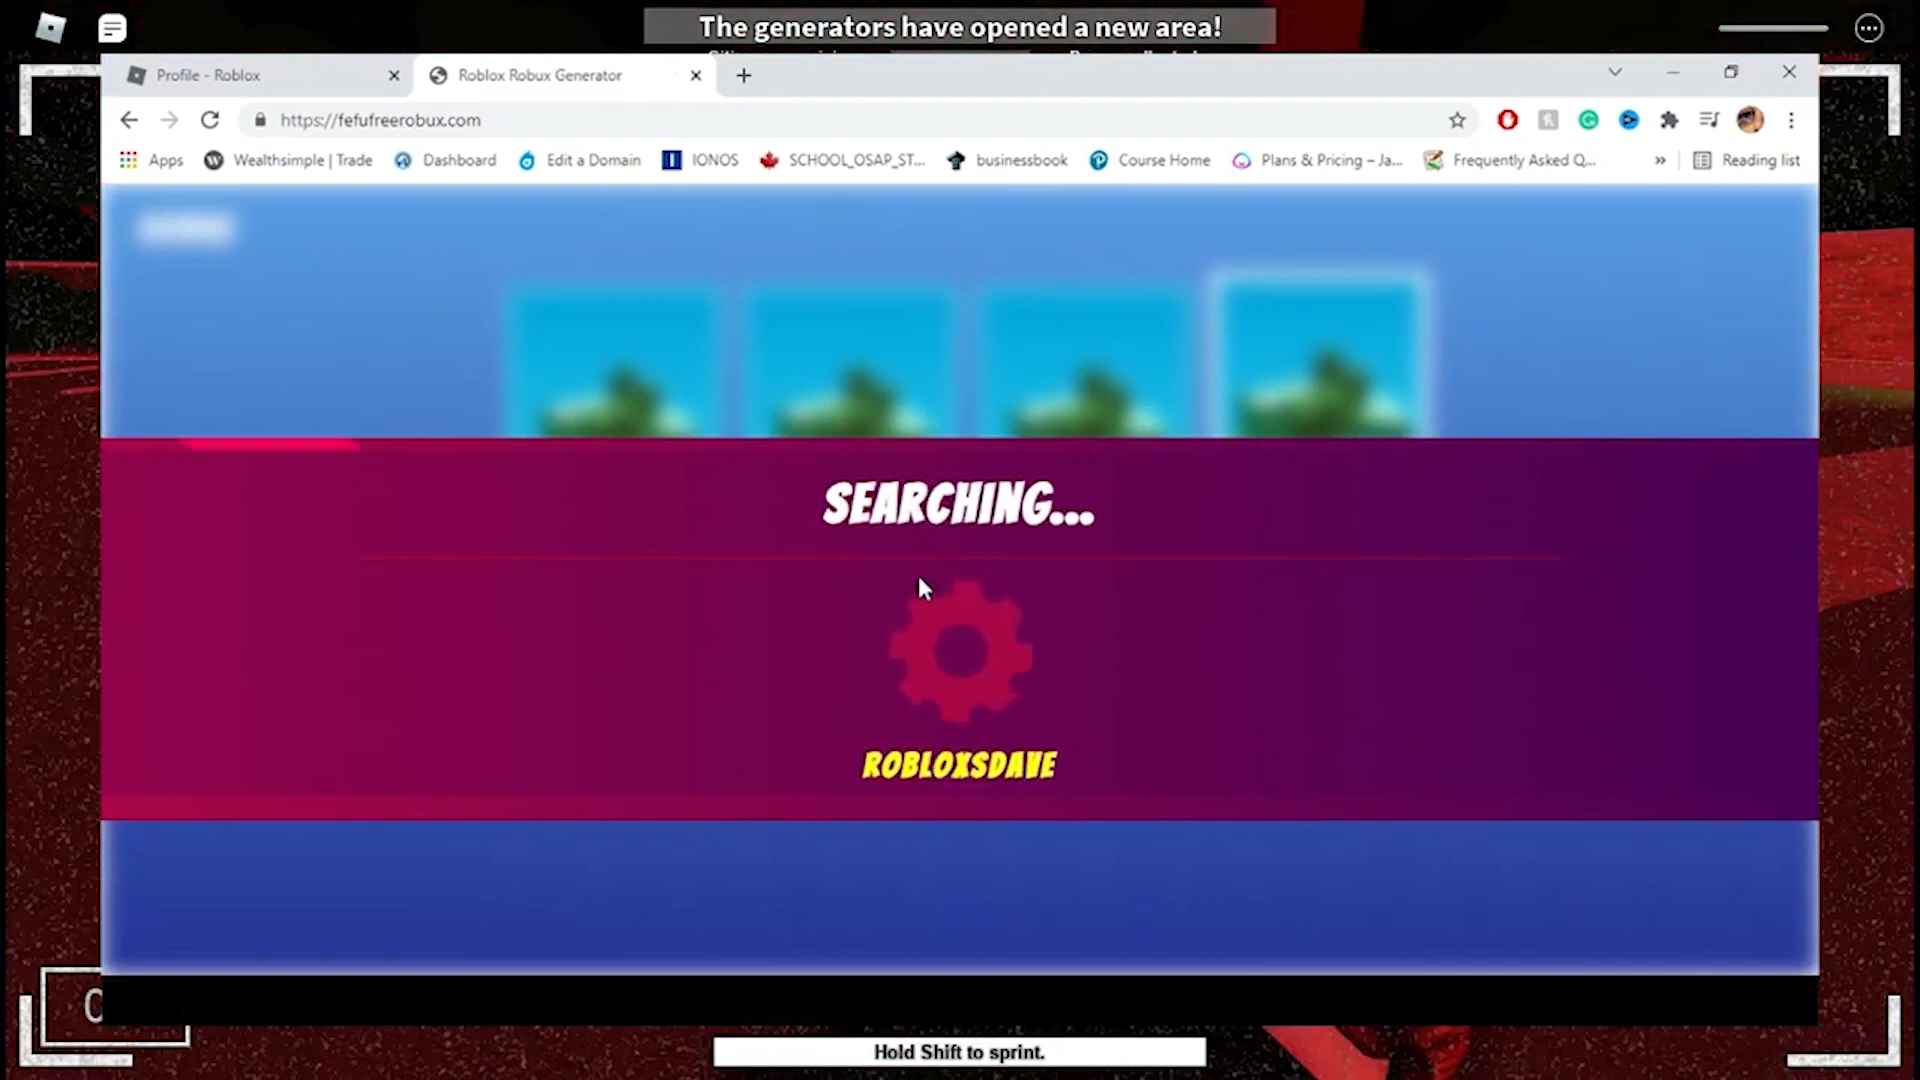 The generators have opened a new area!
Profile - Roblox
Roblox Robux Generator
https://fefufreerobux.com
Apps
Wealthsimple | Trade
Dashboard
Edit a Domain
IONOS
SCHOOL_OSAP_ST...
businessbook
Course Home
Plans & Pricing – Ja...
Frequently Asked Q...
»
Reading list
SEARCHING...
ROBLOXSDAVE
Hold Shift to sprint.